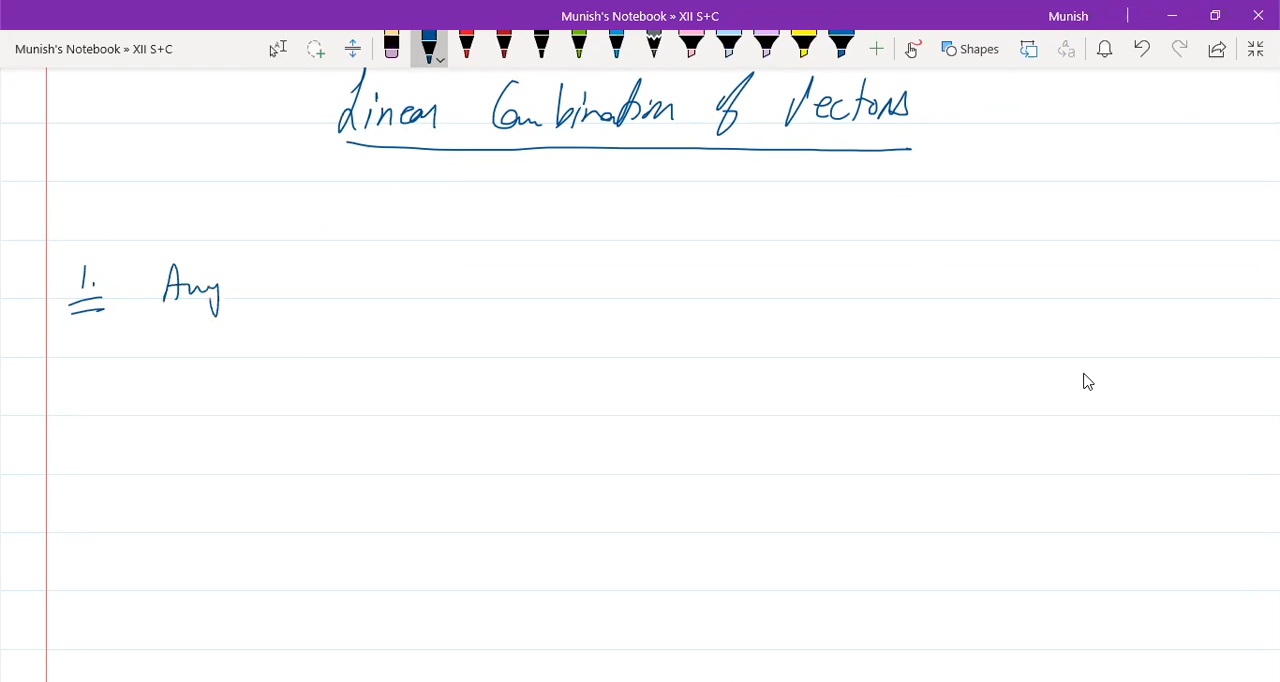 Munish's Notebook » XII S+C
Munish
Munish's Notebook » XII S+C
Shapes
Linear Combination of Vectors
1. Any